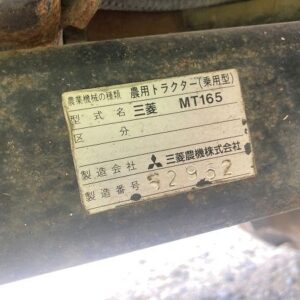 農業機械の種類 農用トラクター(乗用型)
型式名 三菱 MT165
区分
製造会社 三菱農機株式会社
製造番号 52952